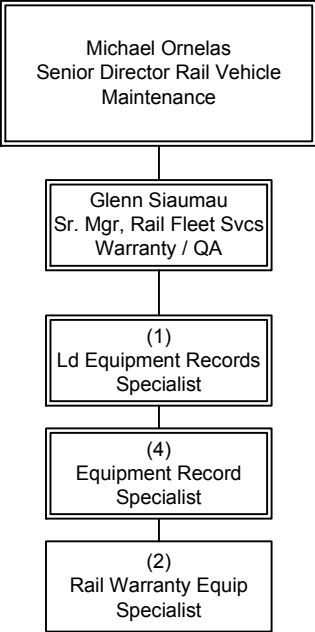 Michael Ornelas
Senior Director Rail Vehicle
Maintenance
Glenn Siaumau
Sr. Mgr, Rail Fleet Svcs
Warranty / QA
(1)
Ld Equipment Records
Specialist
(4)
Equipment Record
Specialist
(2)
Rail Warranty Equip
Specialist